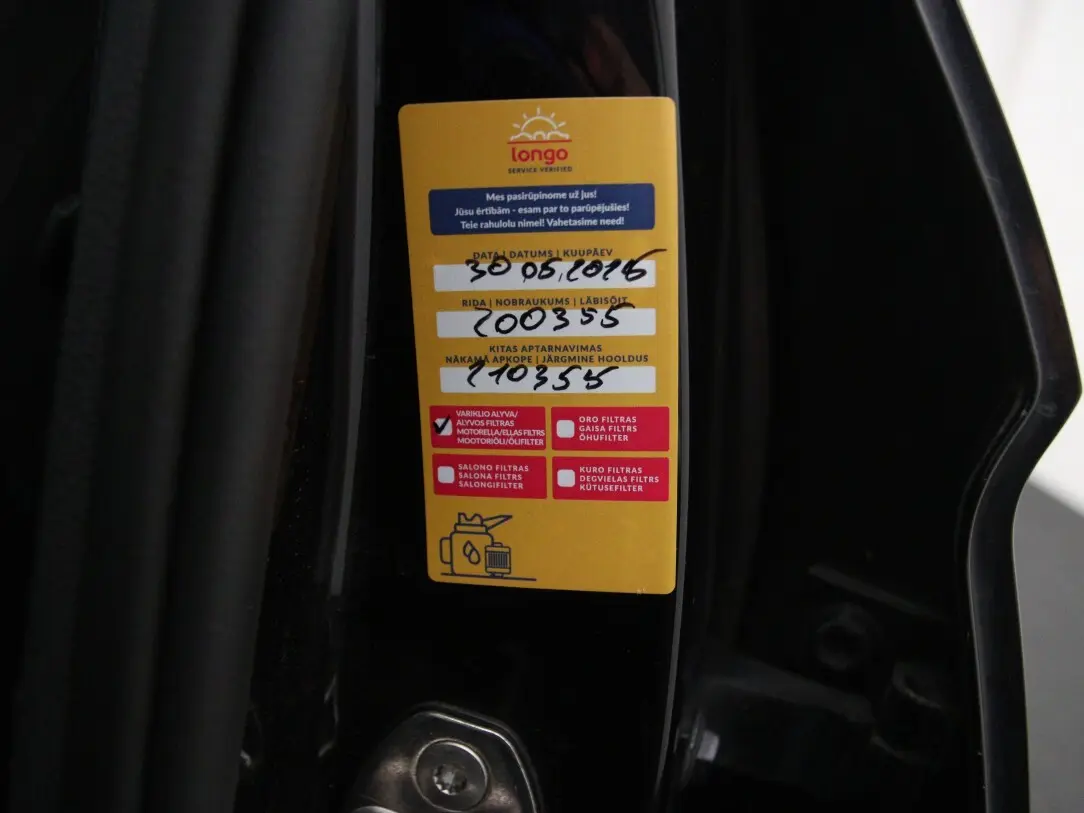 longo
SERVICE VERIFIED
Mes pasirūpinome už jus!
Jūsu ērtībām - esam par to parūpējušies!
Teie rahulolu nimel! Vahetasime need!
DATA | DATUMS | KUUPÄEV
30 05.2026
RIDA | NOBRAUKUMS | LÄBISÕIT
200355
KITAS APTARNAVIMAS
NĀKAMĀ APKOPE | JÄRGMINE HOOLDUS
210355
VARIKLIO ALYVA/
ALYVOS FILTRAS
MOTOREĻĻA/EĻĻAS FILTRS
MOOTORIÕLI/ÕLIFILTER
ORO FILTRAS
GAISA FILTRS
ÕHUFILTER
SALONO FILTRAS
SALONA FILTRS
SALONGIFILTER
KURO FILTRAS
DEGVIELAS FILTRS
KÜTUSEFILTER